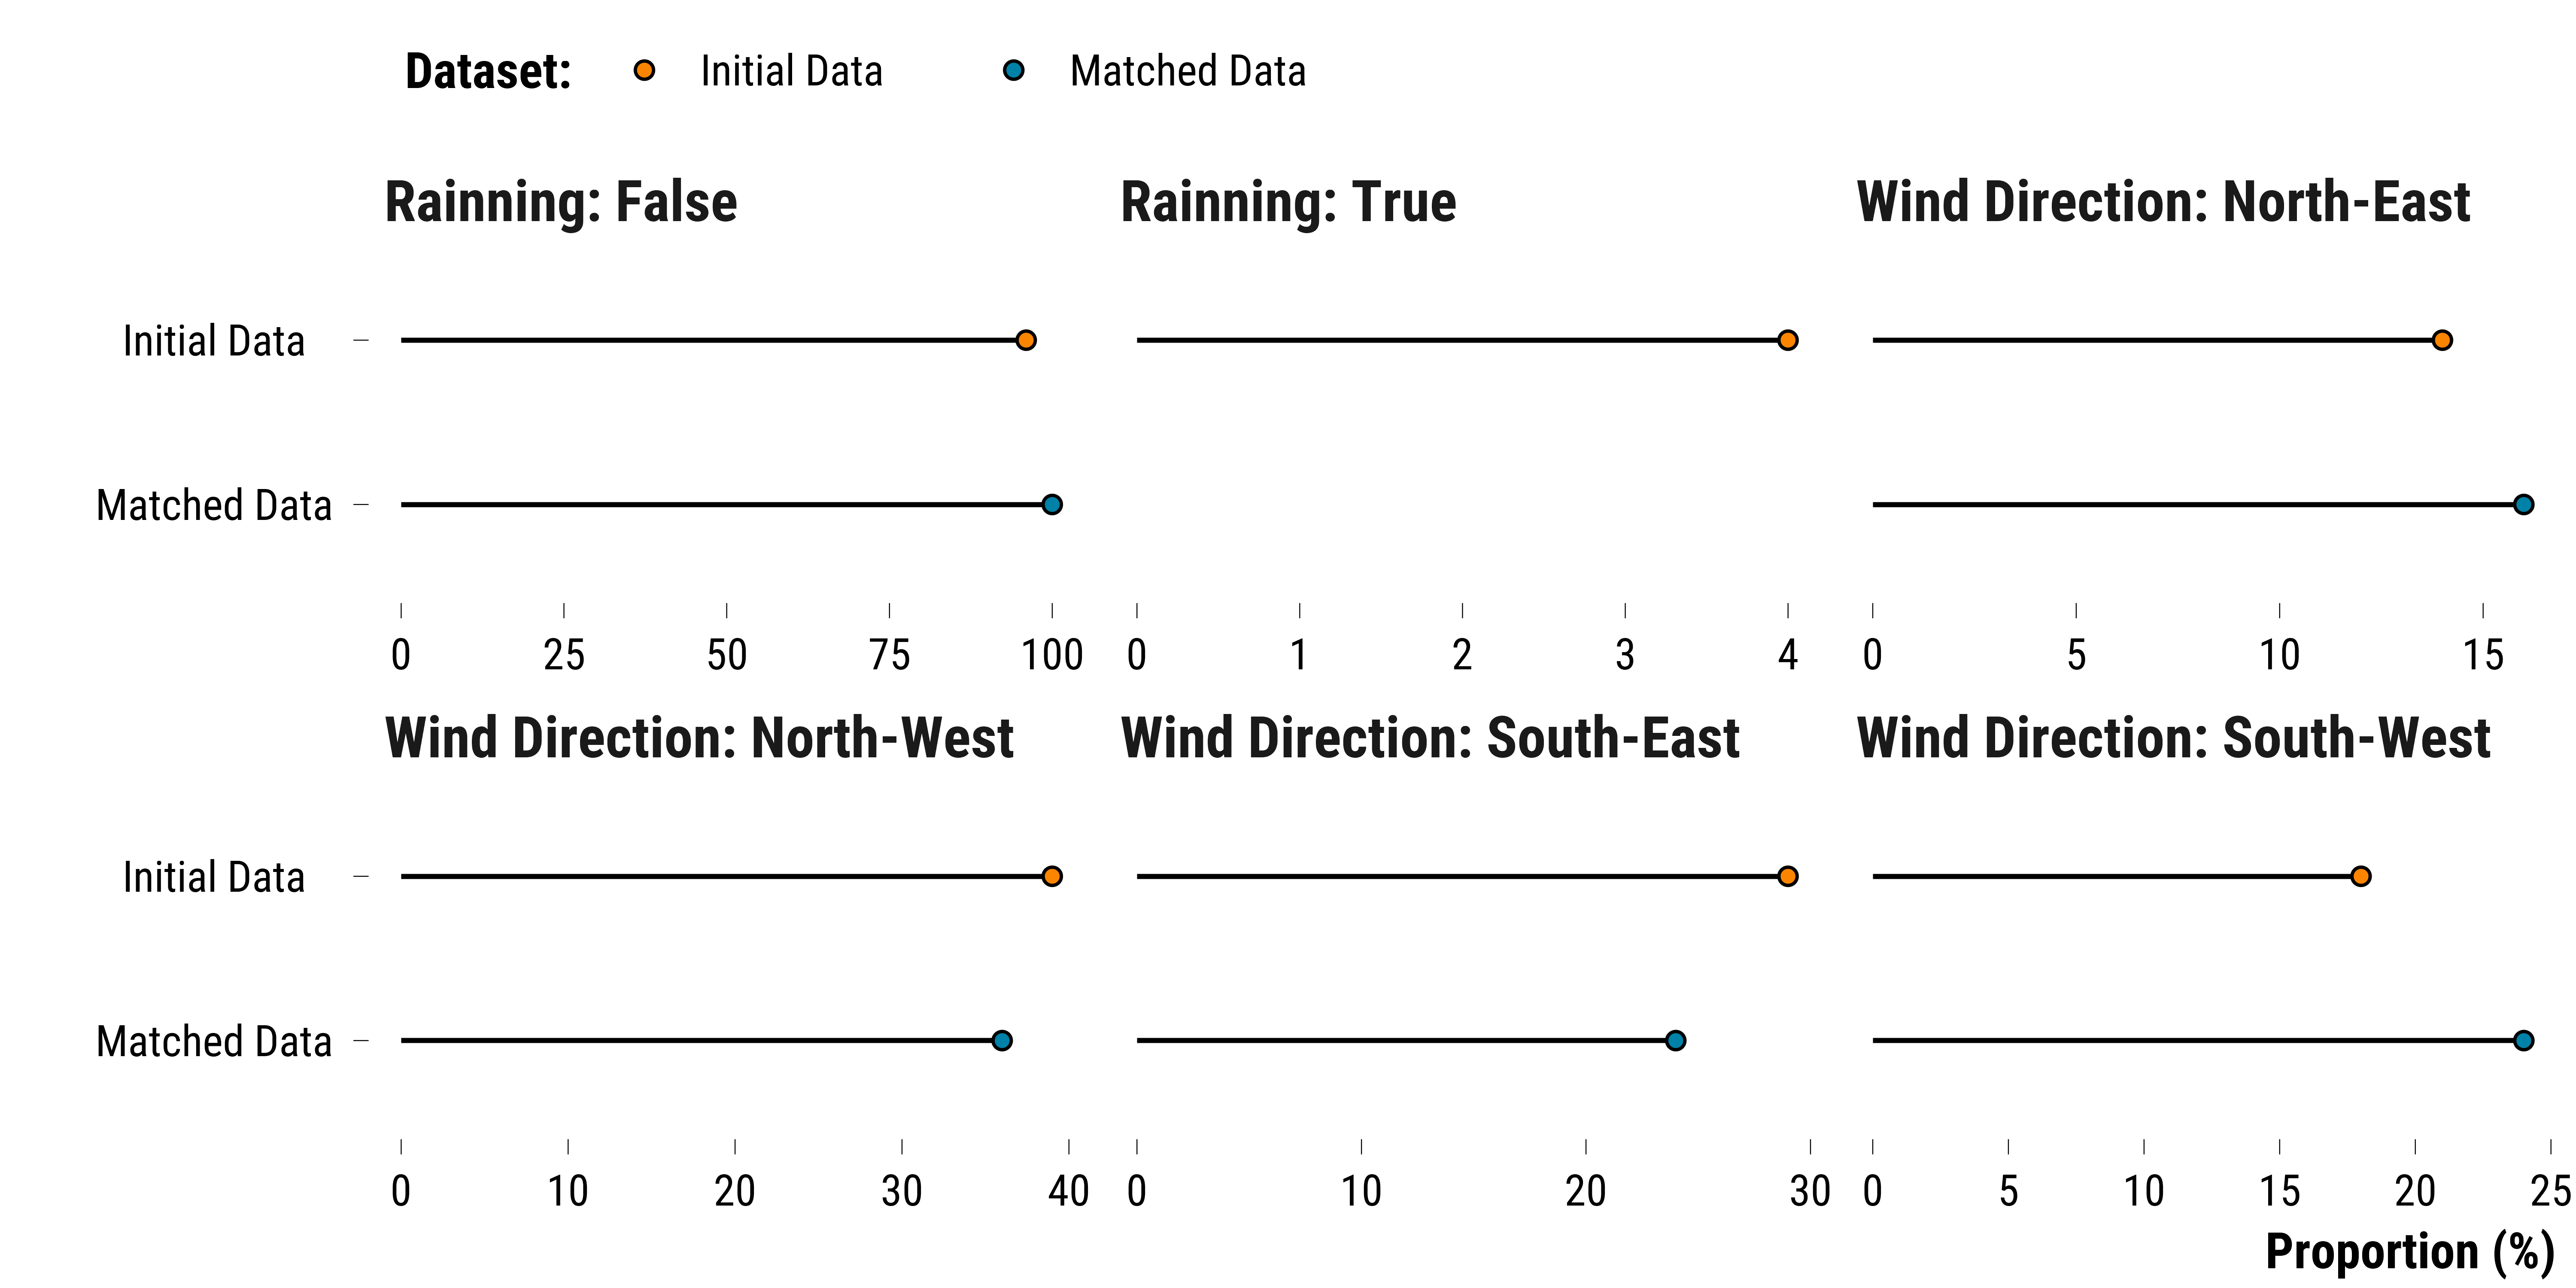 Dataset: Initial Data Matched Data
Rainning: False Rainning: True Wind Direction: North-East
Initial Data
Matched Data
0 25 50 75 100 0 1 2 3 4 0 5 10 15
Wind Direction: North-West Wind Direction: South-East Wind Direction: South-West
Initial Data
Matched Data
0 10 20 30 40 0 10 20 30 0 5 10 15 20 25
Proportion (%)